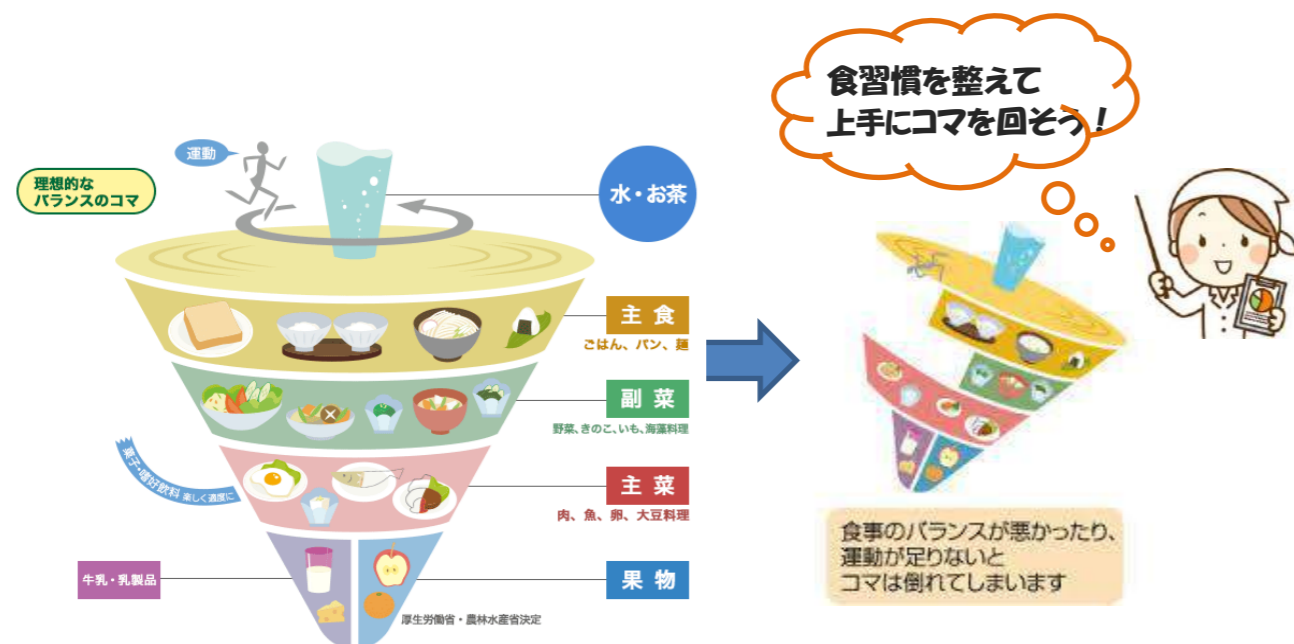 食習慣を整えて
上手にコマを回そう！
運動
理想的な
バランスのコマ
水・お茶
主食
ごはん、パン、麺
副菜
野菜、きのこ、いも、海藻料理
菓子・嗜好飲料 楽しく適度に
主菜
肉、魚、卵、大豆料理
牛乳・乳製品
果物
厚生労働省・農林水産省決定
食事のバランスが悪かったり、
運動が足りないと
コマは倒れてしまいます